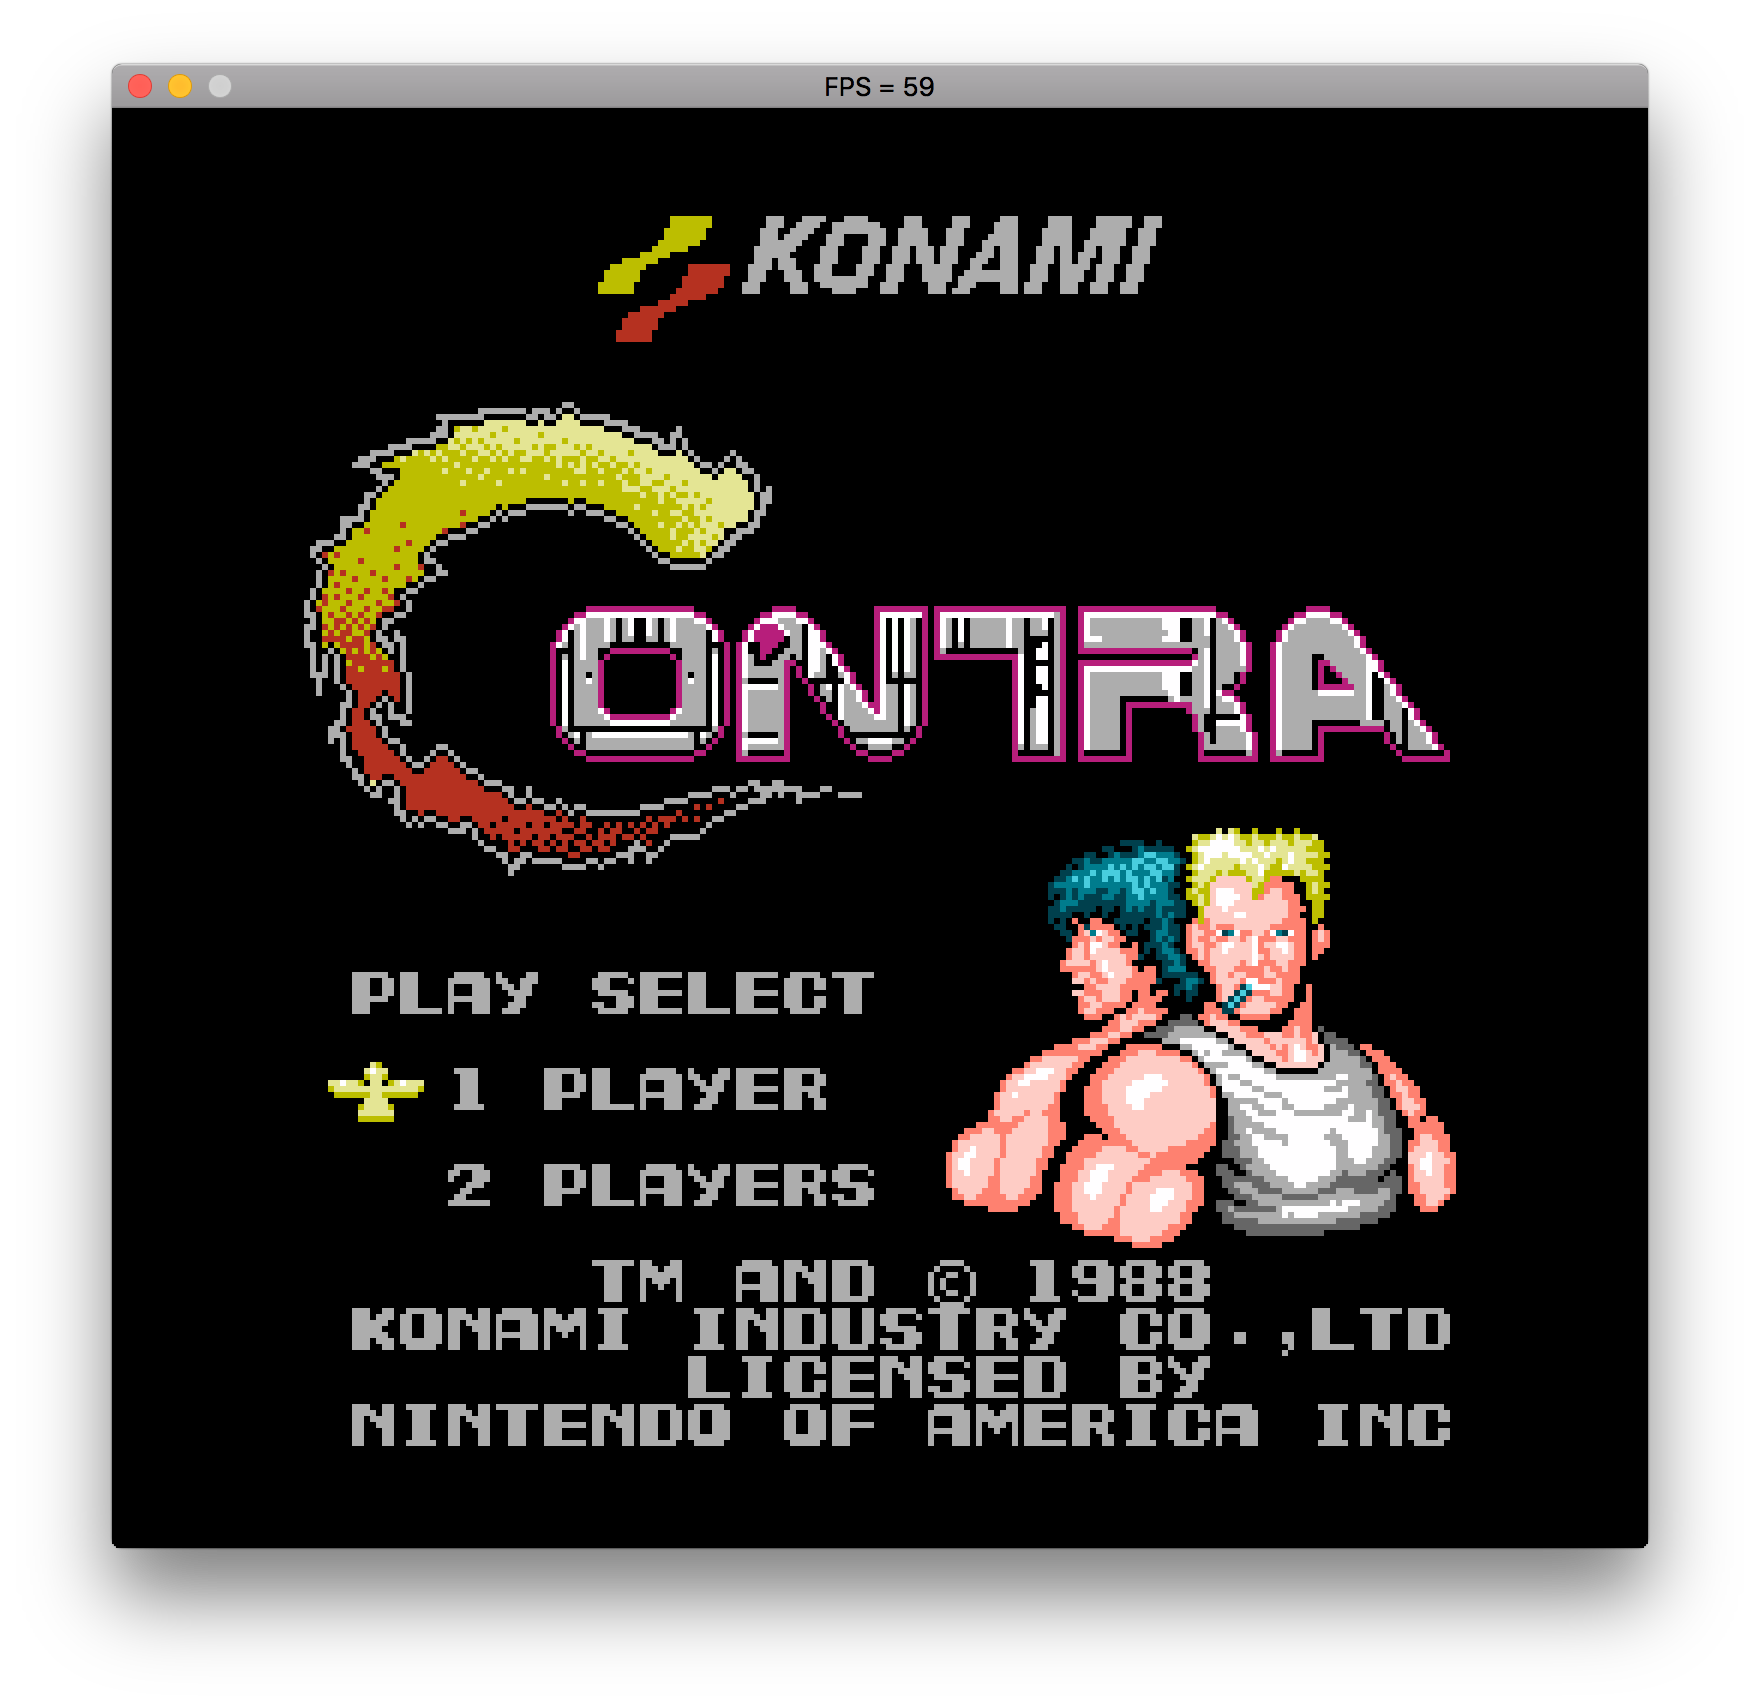 FPS = 59
KONAMI
CONTRA
PLAY SELECT
1 PLAYER
2 PLAYERS
TM AND © 1988
KONAMI INDUSTRY CO.,LTD
LICENSED BY
NINTENDO OF AMERICA INC